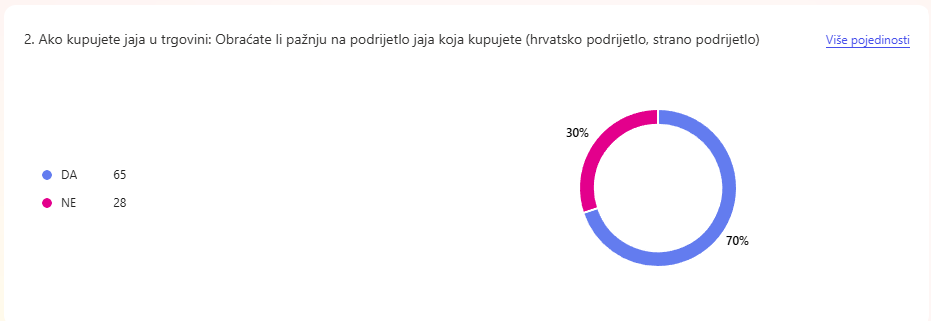 2. Ako kupujete jaja u trgovini: Obraćate li pažnju na podrijetlo jaja koja kupujete (hrvatsko podrijetlo, strano podrijetlo)
Više pojedinosti
30%
DA 65
NE 28
70%